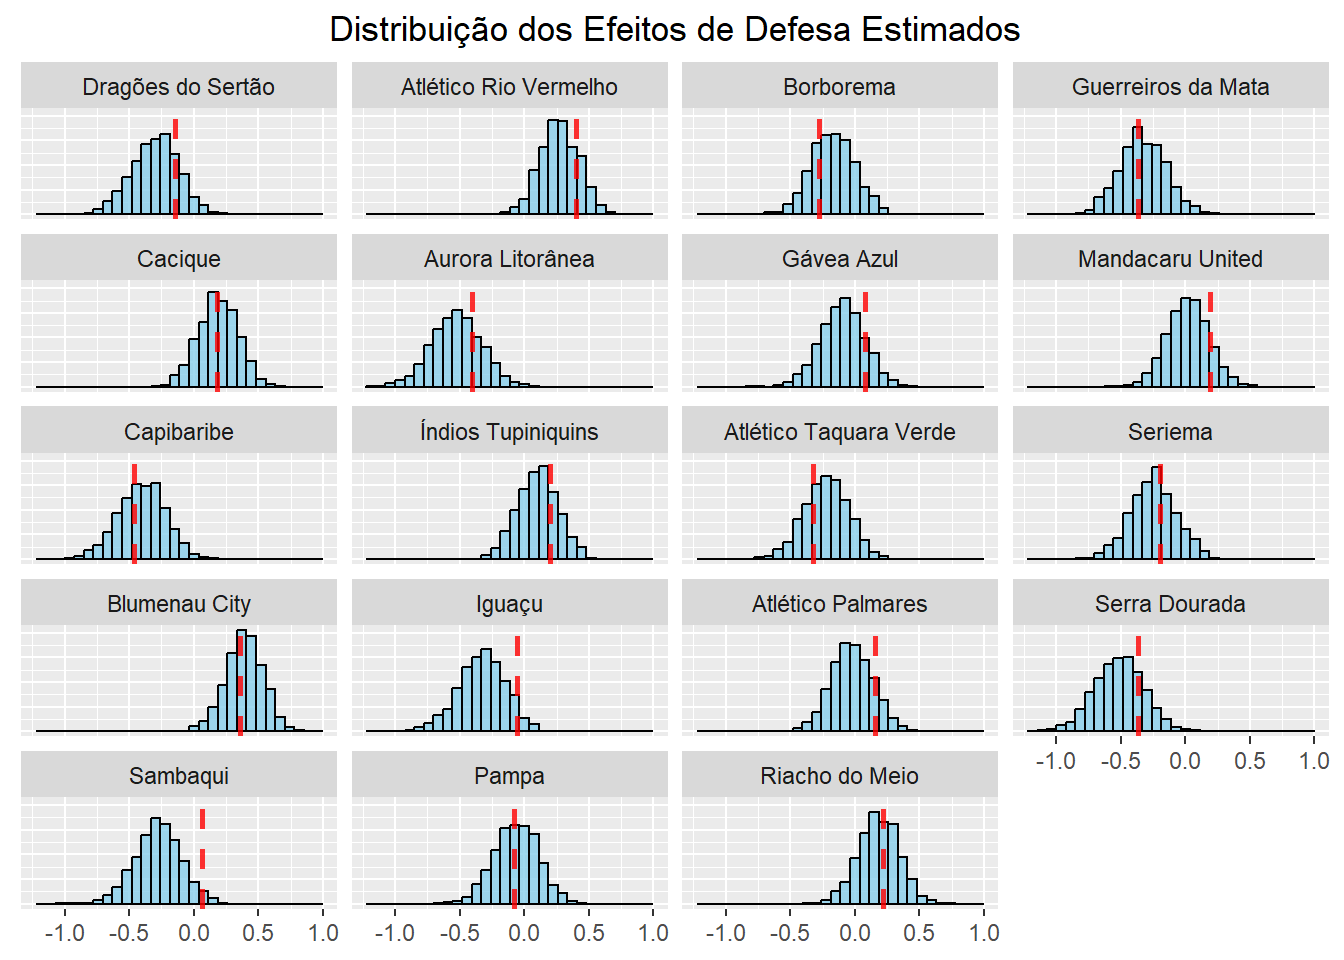 Distribuição dos Efeitos de Defesa Estimados
Dragões do Sertão
Atlético Rio Vermelho
Borborema
Guerreiros da Mata
Cacique
Aurora Litorânea
Gávea Azul
Mandacaru United
Capibaribe
Índios Tupiniquins
Atlético Taquara Verde
Seriema
Blumenau City
Iguaçu
Atlético Palmares
Serra Dourada
-1.0 -0.5 0.0 0.5 1.0
Sambaqui
Pampa
Riacho do Meio
-1.0 -0.5 0.0 0.5 1.0
-1.0 -0.5 0.0 0.5 1.0
-1.0 -0.5 0.0 0.5 1.0